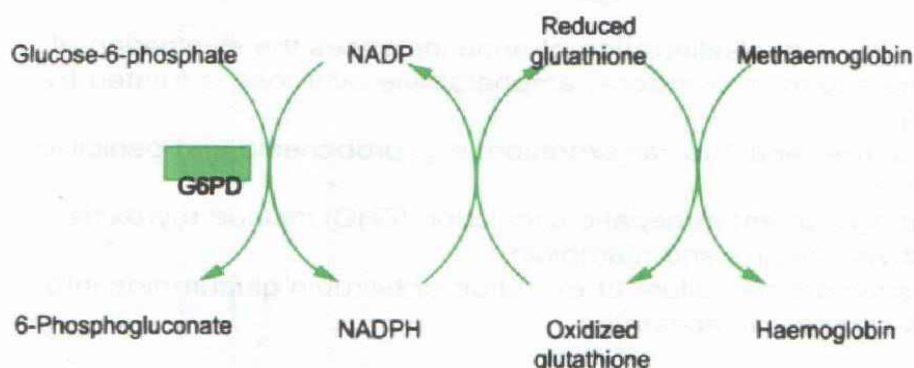 Glucose-6-phosphate
NADP
Reduced
glutathione
Methaemoglobin
G6PD
6-Phosphogluconate
NADPH
Oxidized
glutathione
Haemoglobin